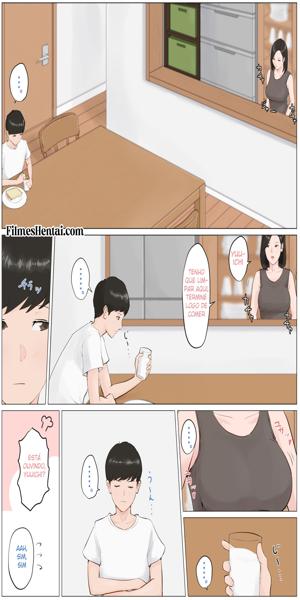 FilmesHentai.com
YUU-
ICHI
TENHO
QUE LIM-
PAR AQUI,
TERMINE
LOGO DE
COMER.
ESTÁ
OUVINDO,
YUUICHI?
AAH,
SIM,
SIM